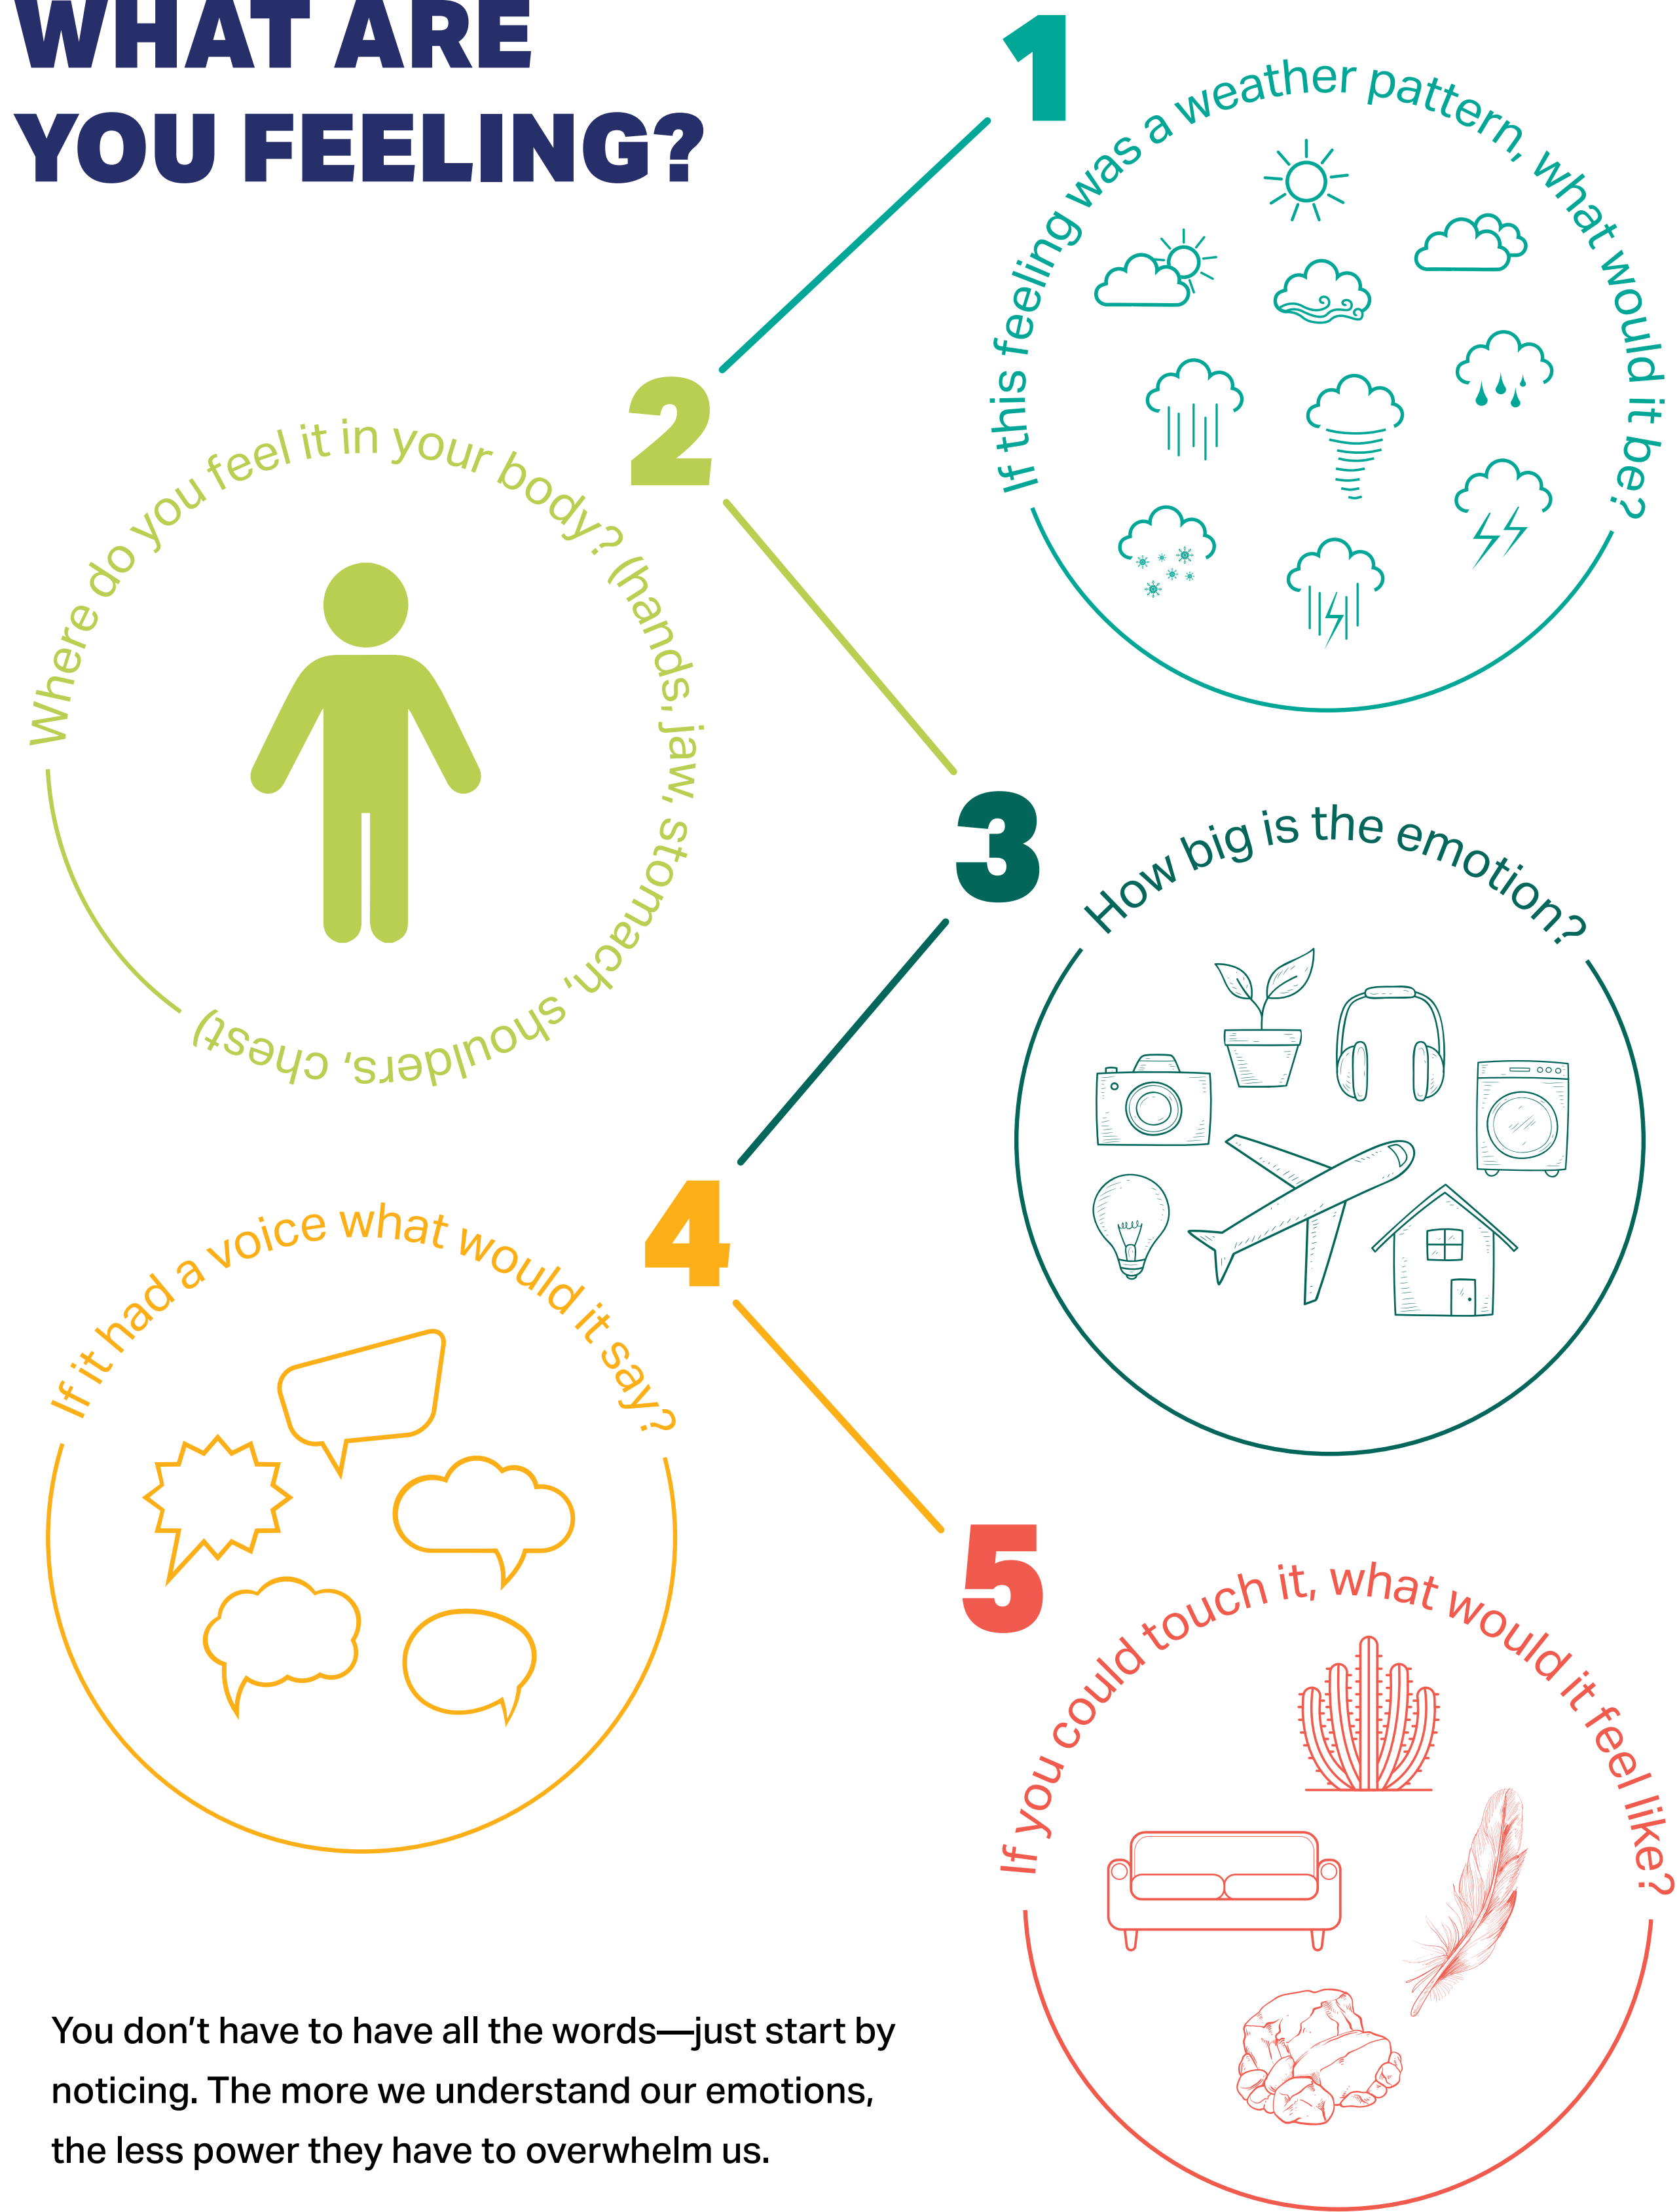 WHAT ARE
YOU FEELING?
1
If this feeling was a weather pattern, what would it be?
2
Where do you feel it in your body? (hands, jaw, stomach, shoulders, chest)
3
How big is the emotion?
4
If it had a voice what would it say?
5
If you could touch it, what would it feel like?
You don’t have to have all the words—just start by
noticing. The more we understand our emotions,
the less power they have to overwhelm us.